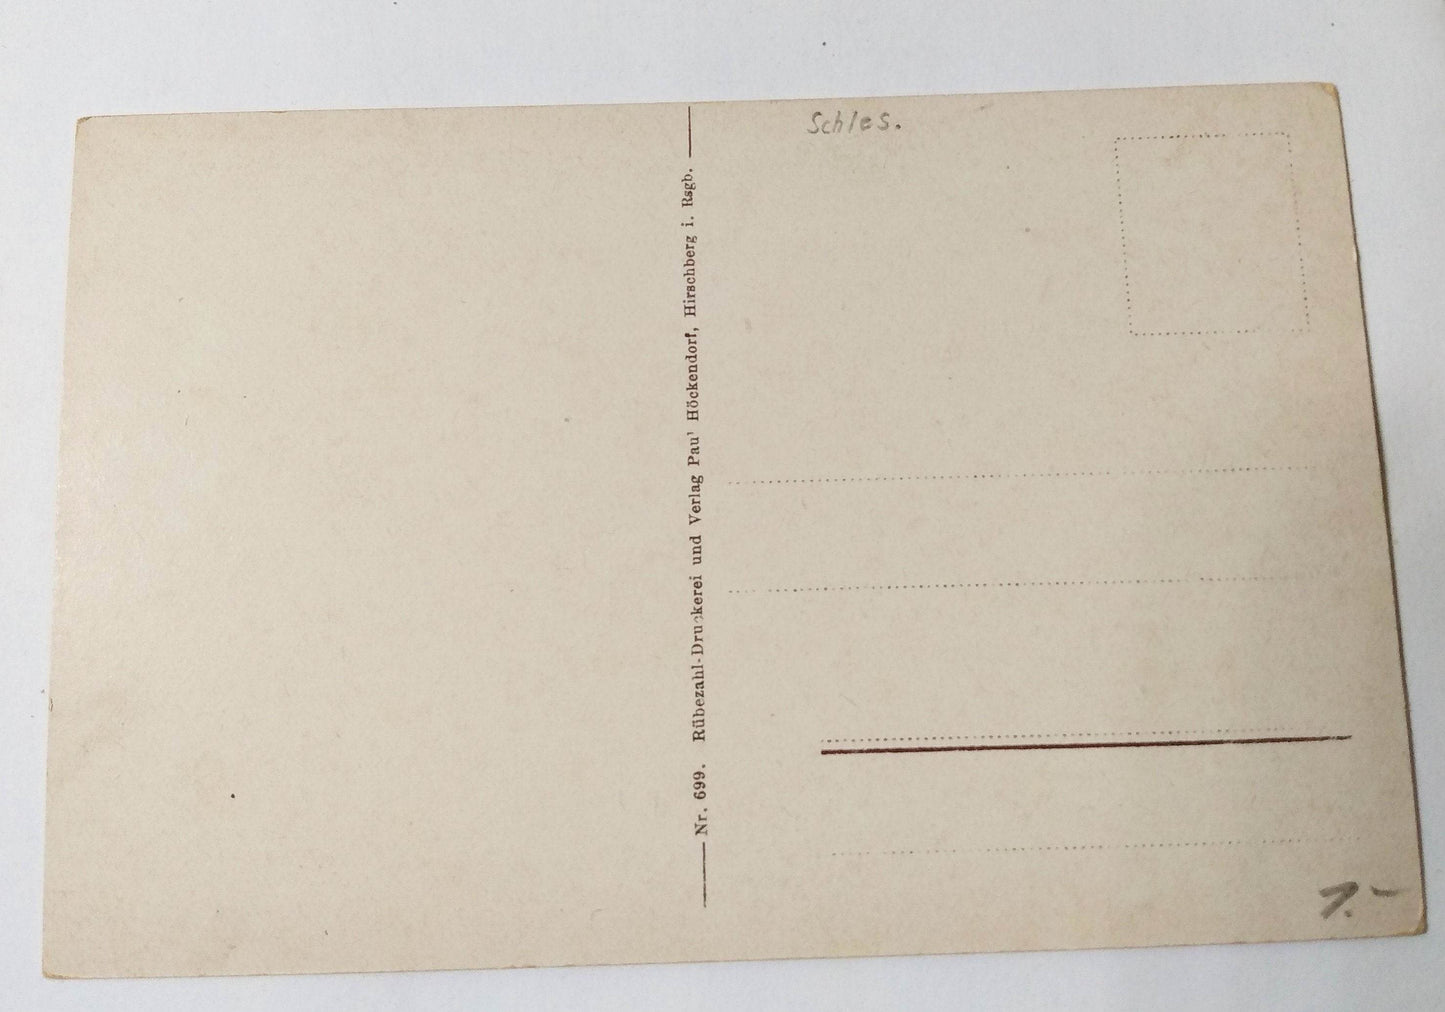 Schles.
Nr. 699. Rübezahl-Druckerei und Verlag Paul Höckendorf, Hirschberg i. Rsgb.
1.-